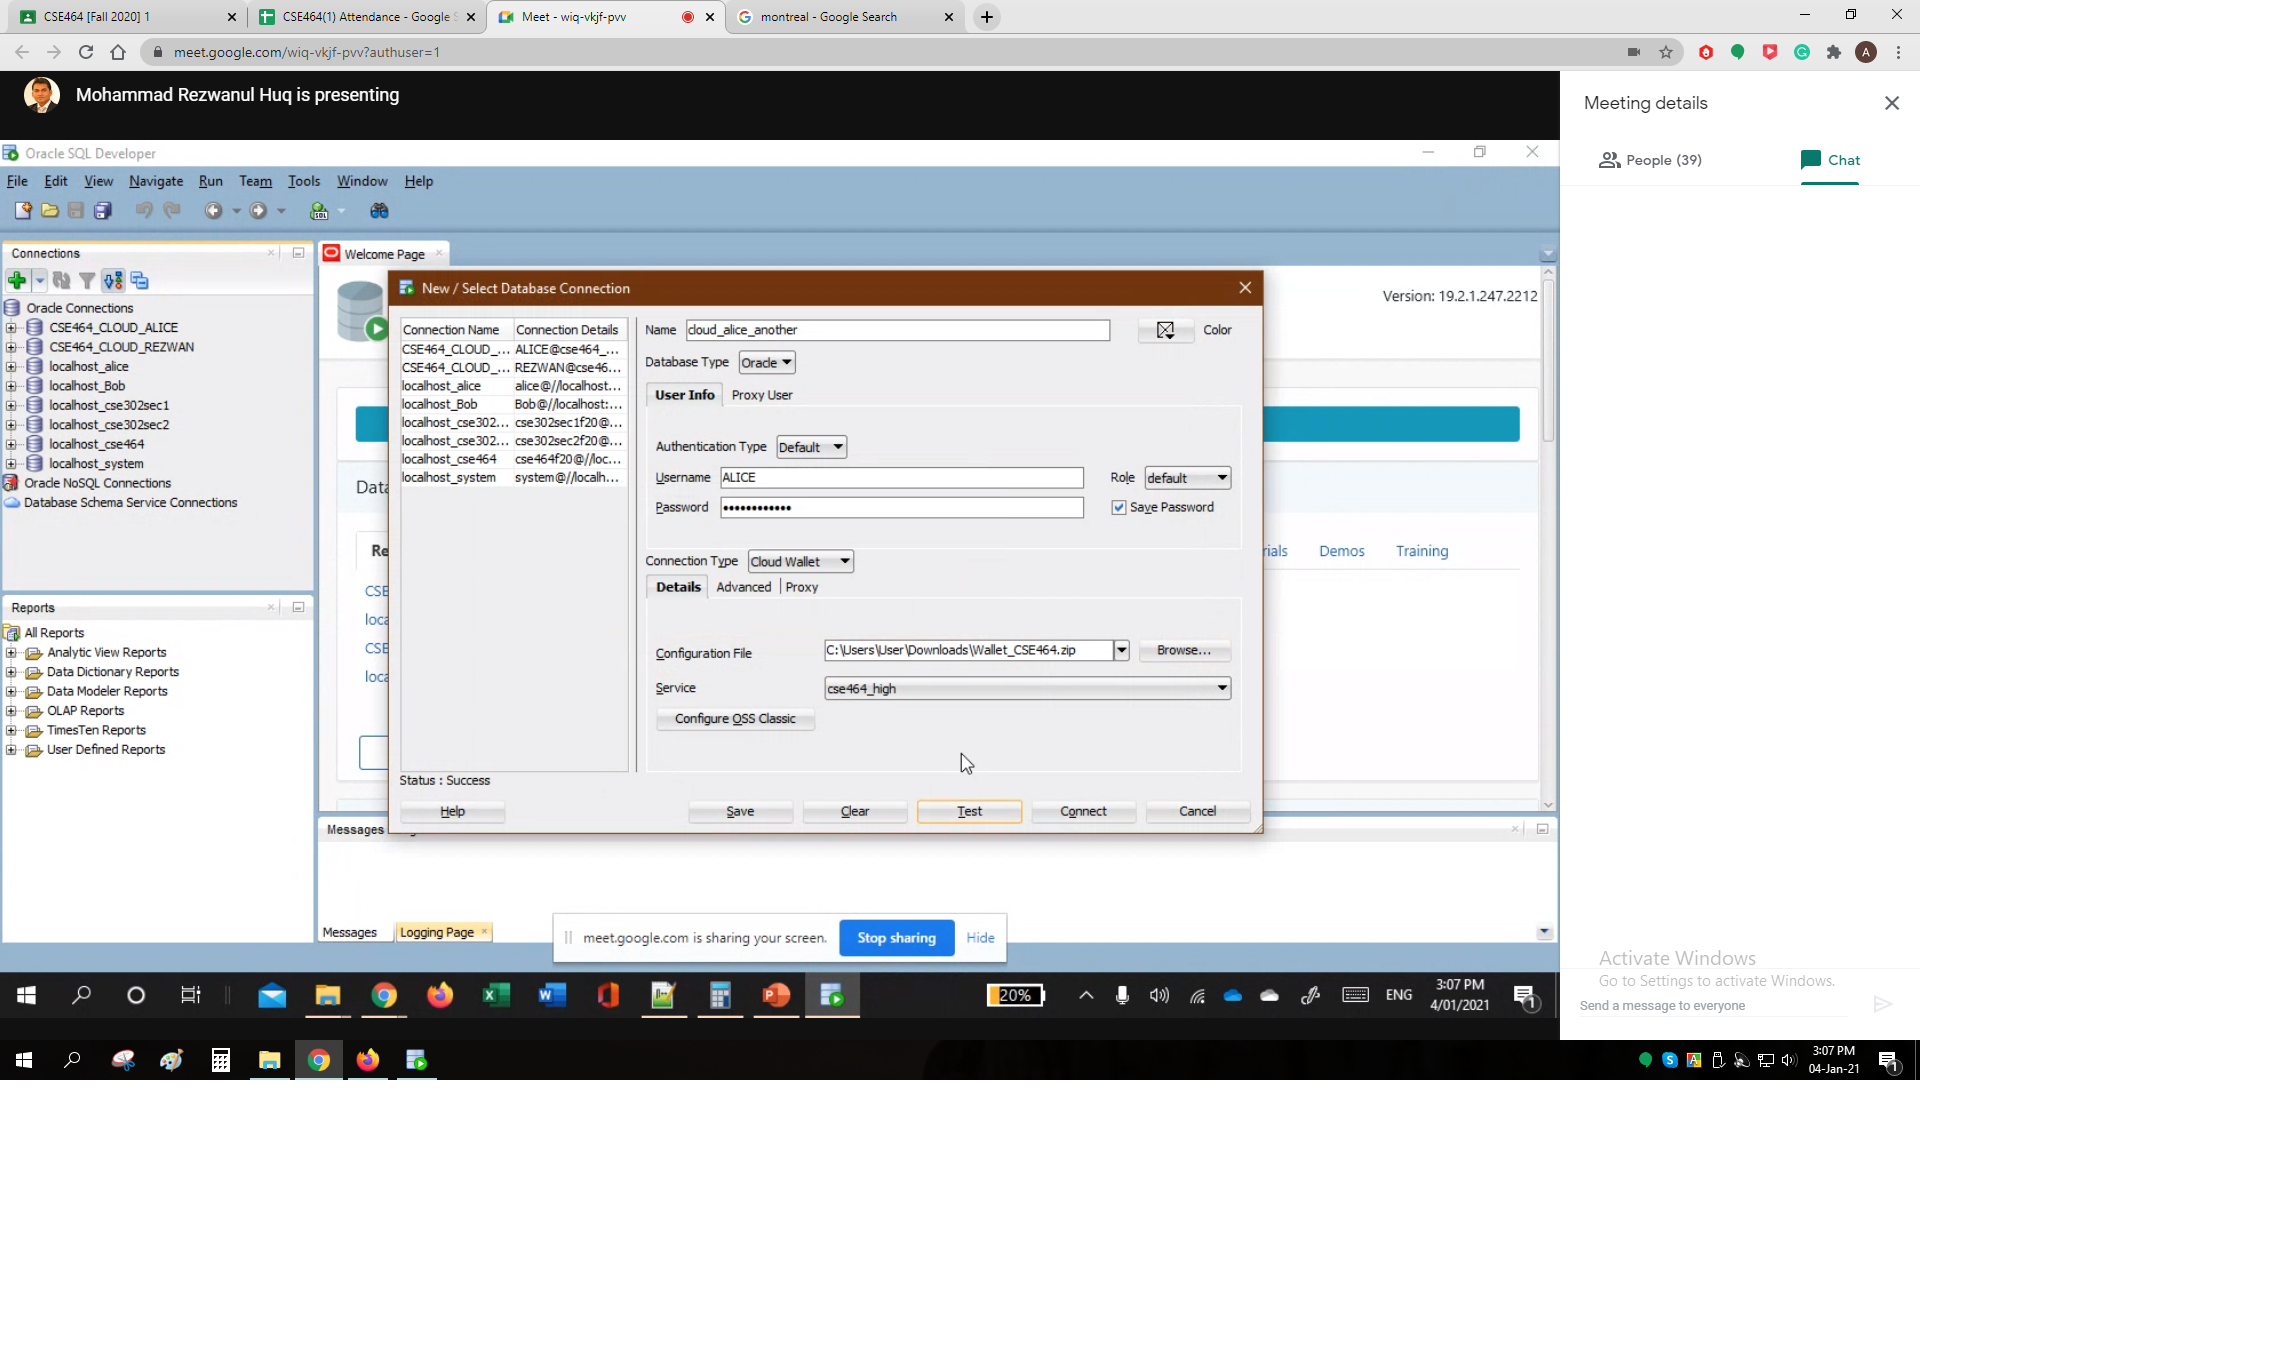 CSE464 [Fall 2020] 1
CSE464(1) Attendance - Google S
Meet - wiq-vkjf-pvv
montreal - Google Search
meet.google.com/wiq-vkjf-pvv?authuser=1
A
Mohammad Rezwanul Huq is presenting
Meeting details
People (39)
Chat
Oracle SQL Developer
File Edit View Navigate Run Team Tools Window Help
Connections
Oracle Connections
CSE464_CLOUD_ALICE
CSE464_CLOUD_REZWAN
localhost_alice
localhost_Bob
localhost_cse302sec1
localhost_cse302sec2
localhost_cse464
localhost_system
Oracle NoSQL Connections
Database Schema Service Connections
Reports
All Reports
Analytic View Reports
Data Dictionary Reports
Data Modeler Reports
OLAP Reports
TimesTen Reports
User Defined Reports
Welcome Page
Version: 19.2.1.247.2212
Data
Re
CSE
loca
CSE
loca
rials
Demos
Training
New / Select Database Connection
Connection Name Connection Details
CSE464_CLOUD_... ALICE@cse464_...
CSE464_CLOUD_... REZWAN@cse46...
localhost_alice alice@//localhost...
localhost_Bob Bob@//localhost:...
localhost_cse302... cse302sec1f20@...
localhost_cse302... cse302sec2f20@...
localhost_cse464 cse464f20@//loc...
localhost_system system@//localh...
Name cloud_alice_another
Color
Database Type Oracle
User Info Proxy User
Authentication Type Default
Username ALICE
Role default
Password ••••••••••••
Save Password
Connection Type Cloud Wallet
Details Advanced Proxy
Configuration File C:\Users\User\Downloads\Wallet_CSE464.zip Browse...
Service cse464_high
Configure OSS Classic
Status : Success
Help Save Clear Test Connect Cancel
Messages
Messages Logging Page
meet.google.com is sharing your screen. Stop sharing Hide
20%
ENG
3:07 PM
4/01/2021
1
Activate Windows
Go to Settings to activate Windows.
Send a message to everyone
3:07 PM
04-Jan-21
1